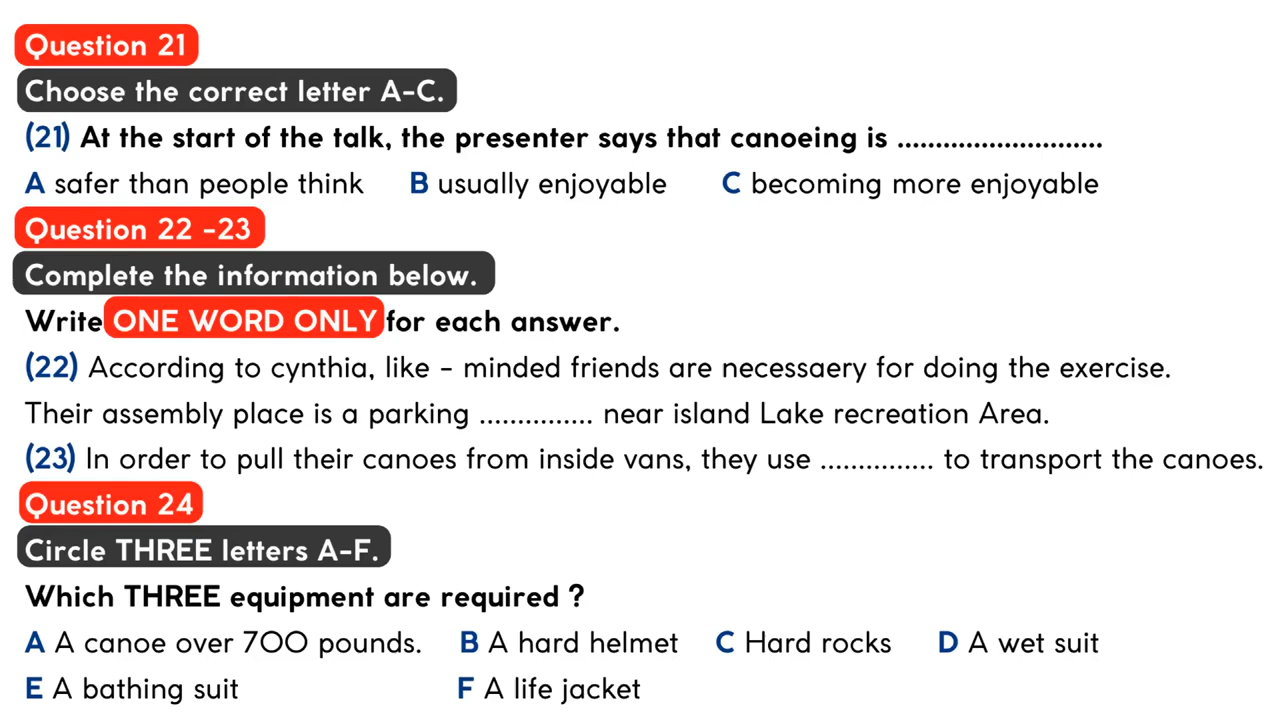 Question 21
Choose the correct letter A-C.
(21) At the start of the talk, the presenter says that canoeing is ...........................
A safer than people think B usually enjoyable C becoming more enjoyable
Question 22 -23
Complete the information below.
Write ONE WORD ONLY for each answer.
(22) According to cynthia, like - minded friends are necessaery for doing the exercise.
Their assembly place is a parking ............... near island Lake recreation Area.
(23) In order to pull their canoes from inside vans, they use ............... to transport the canoes.
Question 24
Circle THREE letters A-F.
Which THREE equipment are required ?
A A canoe over 700 pounds. B A hard helmet C Hard rocks D A wet suit
E A bathing suit F A life jacket